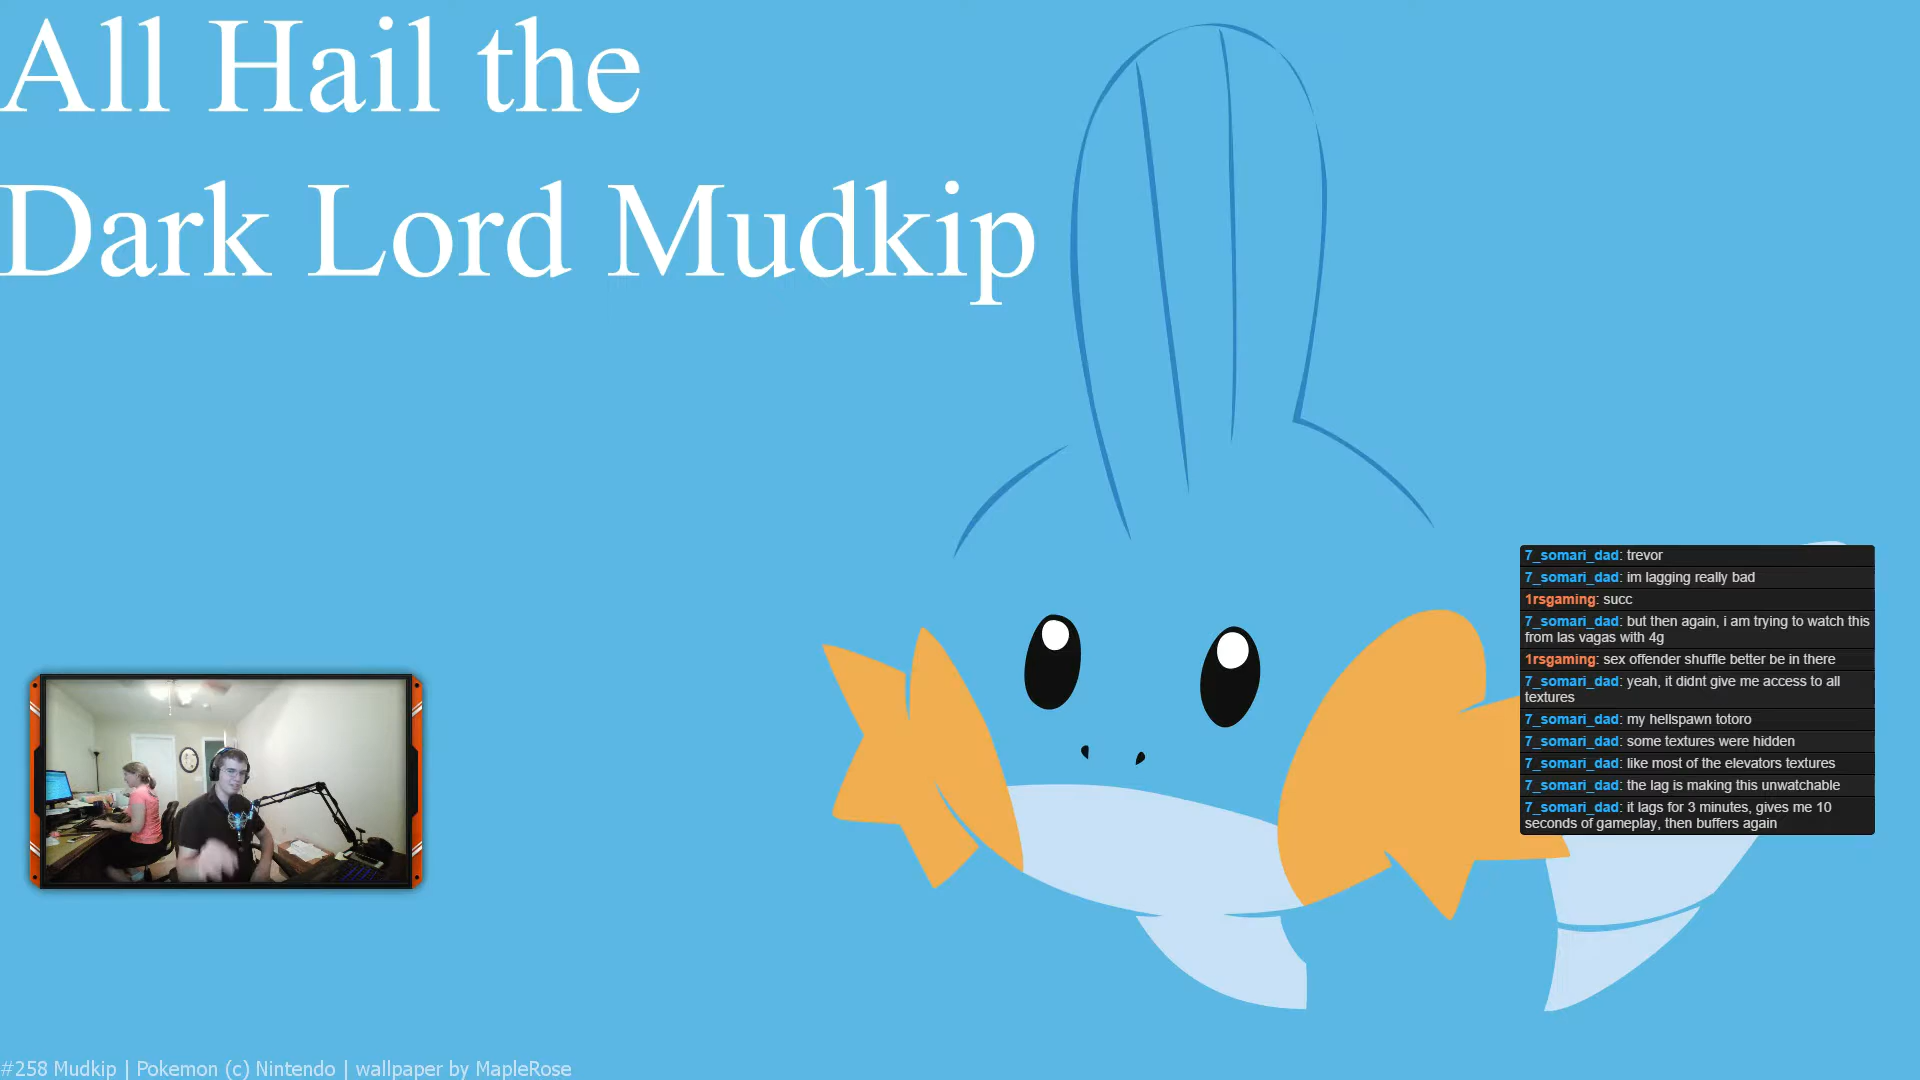 All Hail the
Dark Lord Mudkip
7_somari_dad: trevor
7_somari_dad: im lagging really bad
1rsgaming: succ
7_somari_dad: but then again, i am trying to watch this
from las vagas with 4g
1rsgaming: sex offender shuffle better be in there
7_somari_dad: yeah, it didnt give me access to all
textures
7_somari_dad: my hellspawn totoro
7_somari_dad: some textures were hidden
7_somari_dad: like most of the elevators textures
7_somari_dad: the lag is making this unwatchable
7_somari_dad: it lags for 3 minutes, gives me 10
seconds of gameplay, then buffers again
#258 Mudkip | Pokemon (c) Nintendo | wallpaper by MapleRose